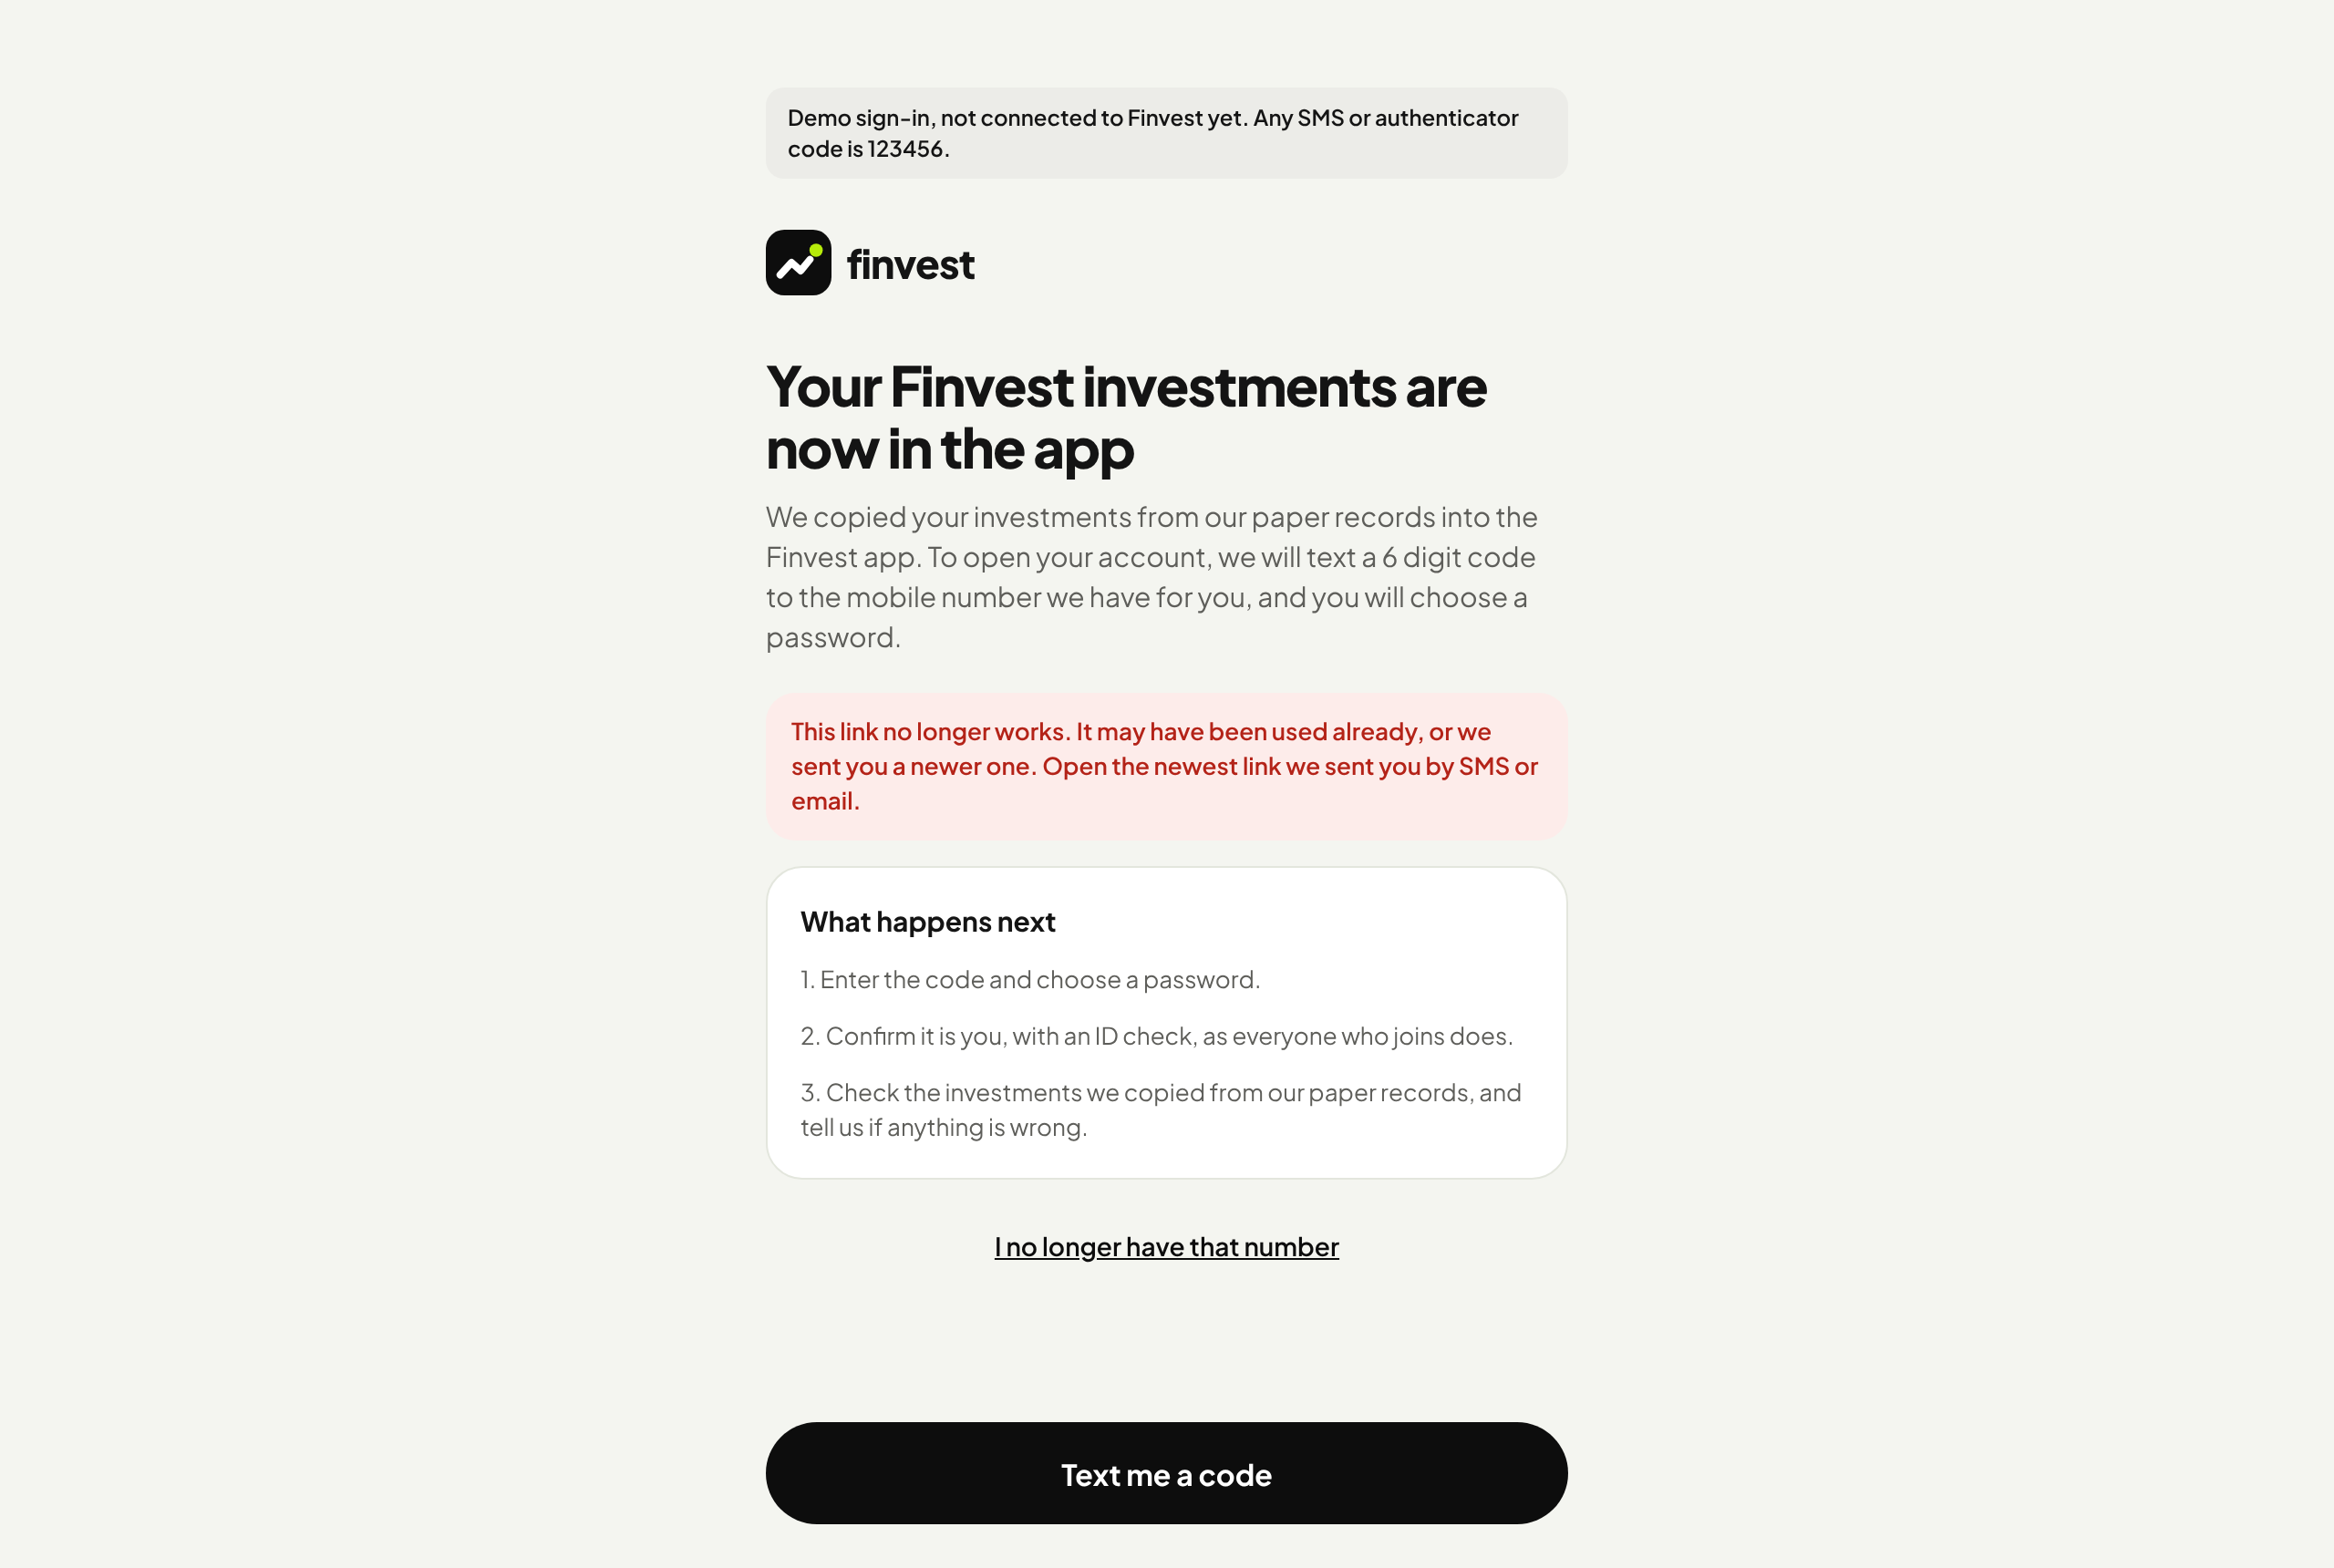 Demo sign-in, not connected to Finvest yet. Any SMS or authenticator
code is 123456.
finvest
Your Finvest investments are
now in the app
We copied your investments from our paper records into the
Finvest app. To open your account, we will text a 6 digit code
to the mobile number we have for you, and you will choose a
password.
This link no longer works. It may have been used already, or we
sent you a newer one. Open the newest link we sent you by SMS or
email.
What happens next
1. Enter the code and choose a password.
2. Confirm it is you, with an ID check, as everyone who joins does.
3. Check the investments we copied from our paper records, and
tell us if anything is wrong.
I no longer have that number
Text me a code